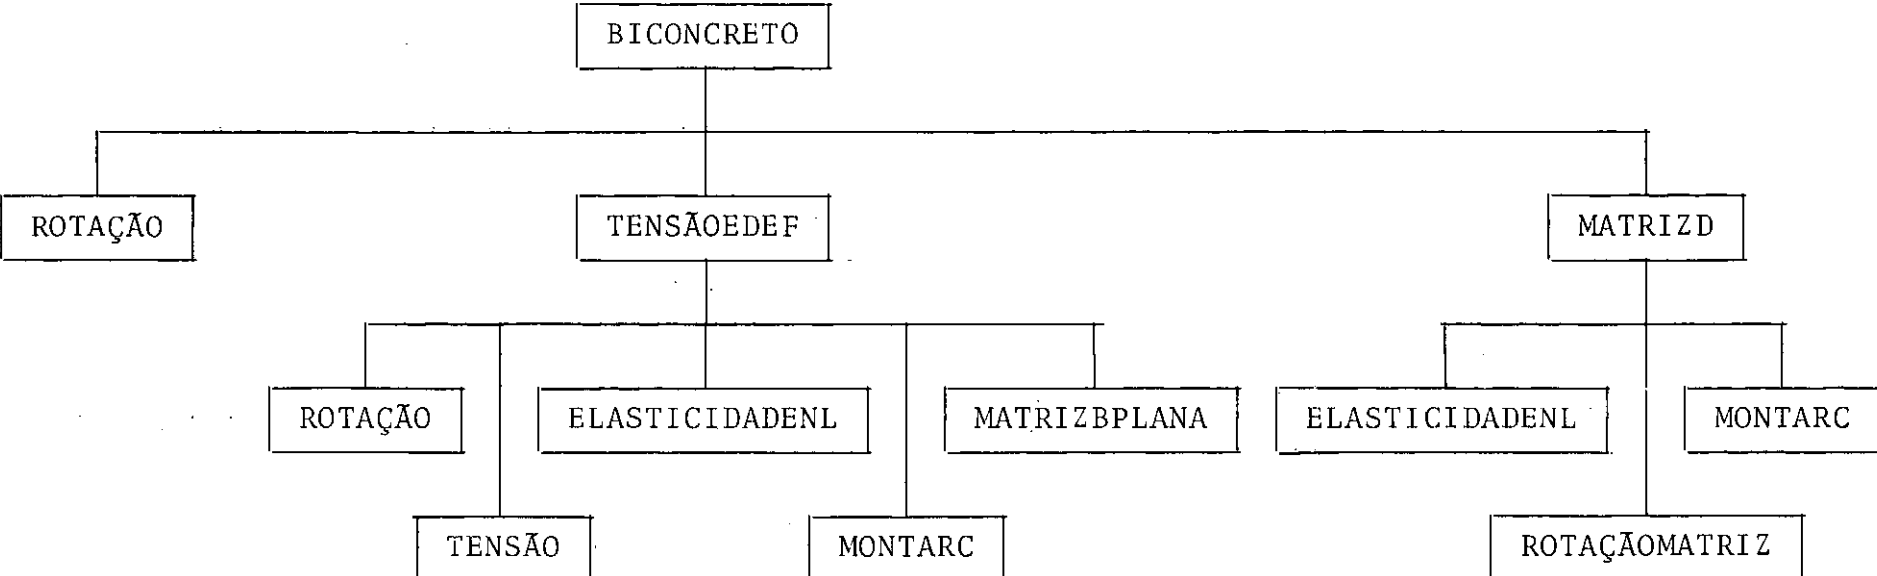 BICONCRETO
ROTAÇÃO TENSÃOEDEF MATRIZD
ROTAÇÃO ELASTICIDADENL MATRIZBPLANA ELASTICIDADENL MONTARC
TENSÃO MONTARC ROTAÇÃOMATRIZ